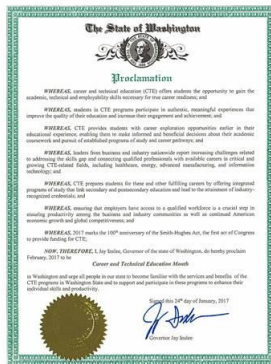 The State of Washington
Proclamation
WHEREAS, career and technical education (CTE) offers students the opportunity to gain the
academic, technical and employability skills necessary for true career readiness; and
WHEREAS, students in CTE programs participate in authentic, meaningful experiences that
improve the quality of their education and increase their engagement and achievement; and
WHEREAS, CTE provides students with career exploration opportunities earlier in their
educational experience, enabling them to make informed and beneficial decisions about their academic
coursework and pursuit of established programs of study and career pathways; and
WHEREAS, leaders from business and industry nationwide report increasing challenges related
to addressing the skills gap and connecting qualified professionals with available careers in critical and
growing CTE-related fields, including healthcare, energy, advanced manufacturing, and information
technology; and
WHEREAS, CTE prepares students for these and other fulfilling careers by offering integrated
programs of study that link secondary and postsecondary education and lead to the attainment of industry-
recognized credentials; and
WHEREAS, ensuring that employers have access to a qualified workforce is a crucial step in
ensuring productivity among the business and industry communities as well as continued American
economic growth and global competitiveness; and
WHEREAS, 2017 marks the 100th anniversary of the Smith-Hughes Act, the first act of Congress
to provide funding for CTE;
NOW, THEREFORE, I, Jay Inslee, Governor of the state of Washington, do hereby proclaim
February, 2017 to be
Career and Technical Education Month
in Washington and urge all people in our state to become familiar with the services and benefits of the
CTE programs in Washington State and to support and participate in these programs to enhance their
individual skills and productivity.
Signed this 24th day of January, 2017
Governor Jay Inslee